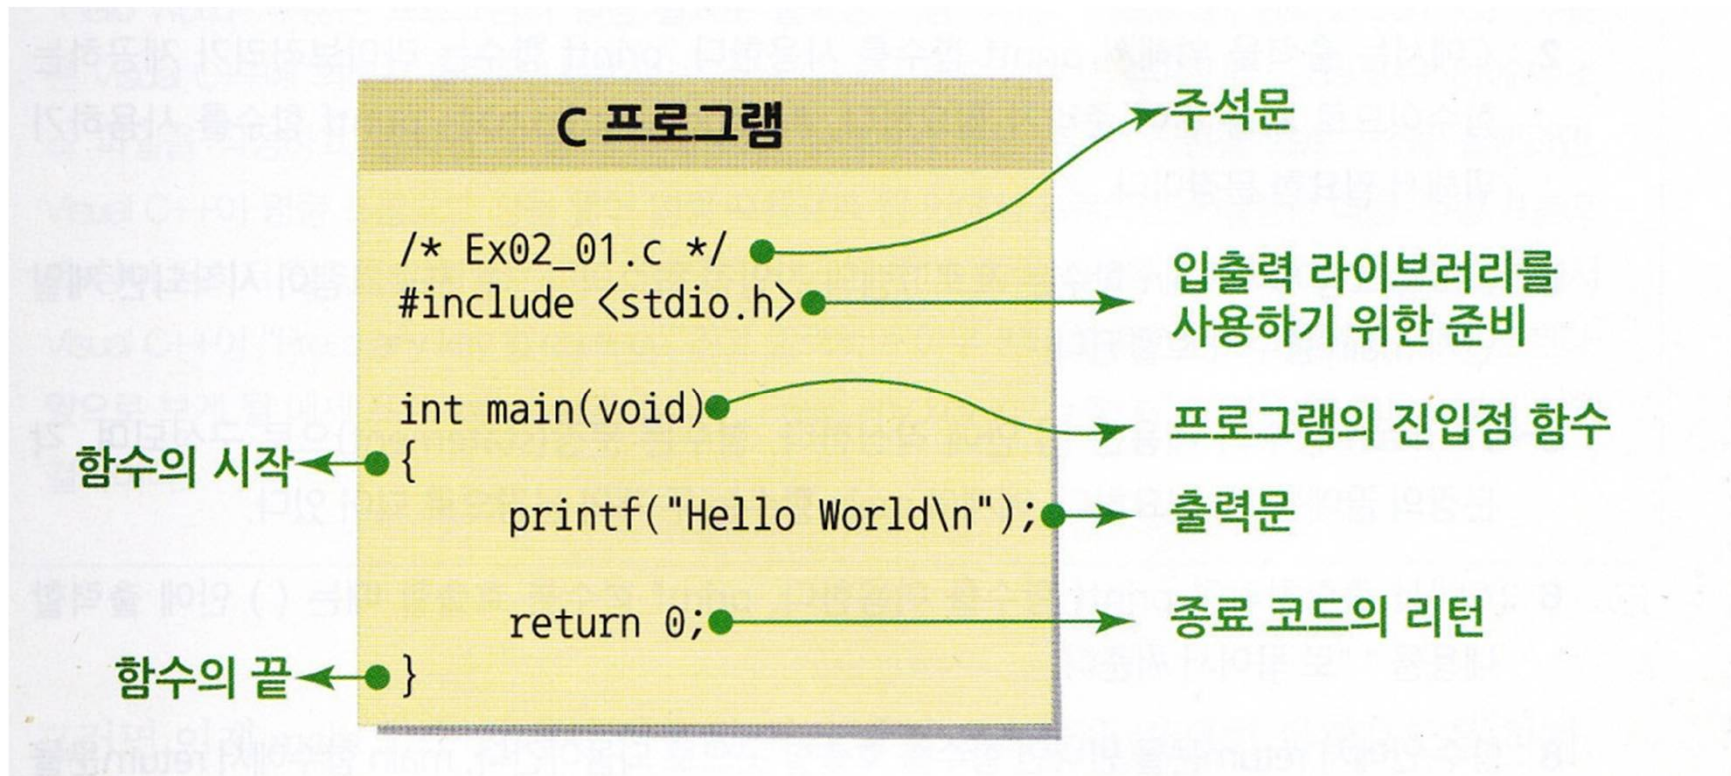 C 프로그램
주석문
/* Ex02_01.c */
#include <stdio.h>
입출력 라이브러리를
사용하기 위한 준비
int main(void)
프로그램의 진입점 함수
함수의 시작
{
printf("Hello World\n");
출력문
return 0;
종료 코드의 리턴
함수의 끝
}